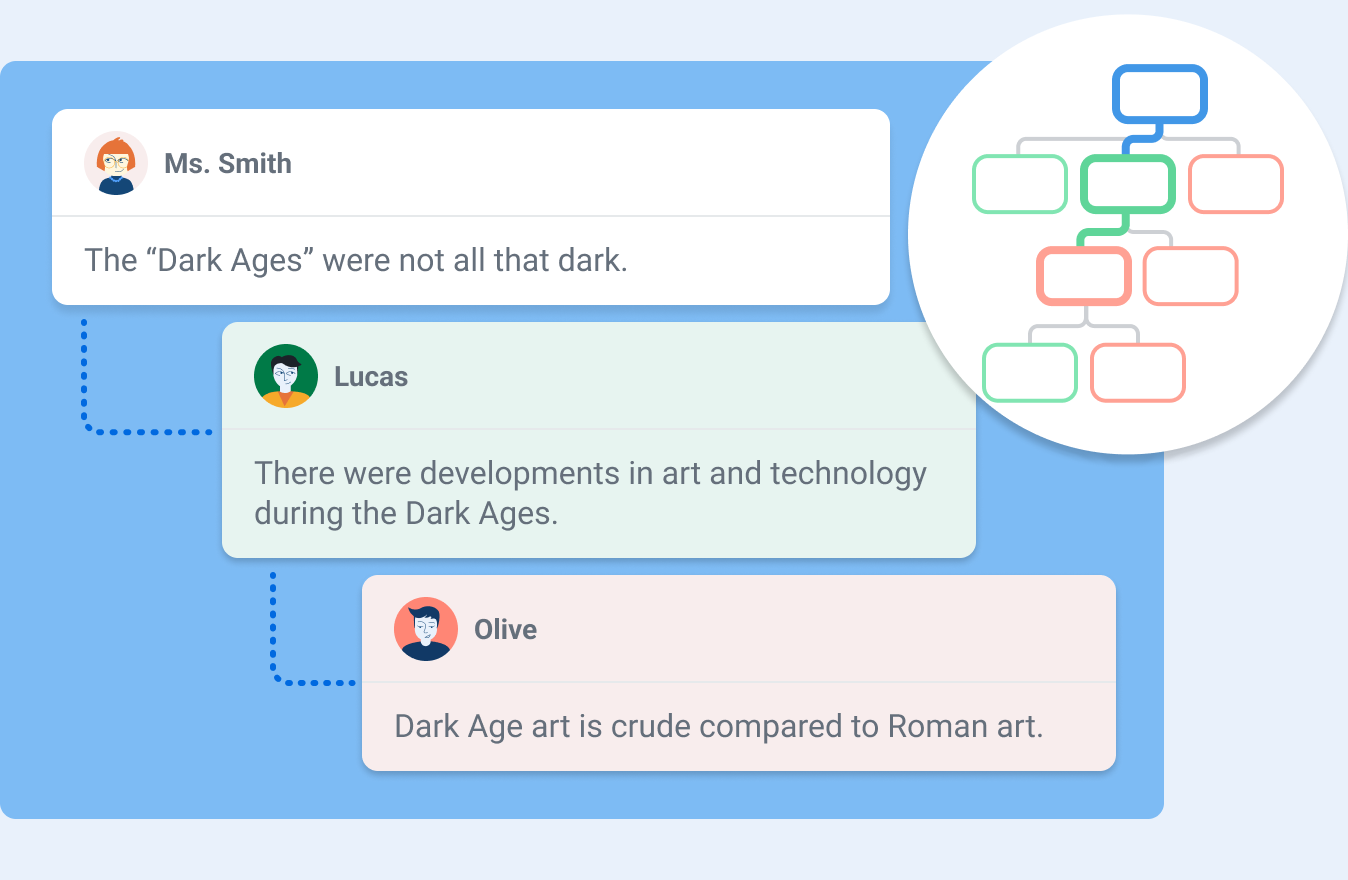 Ms. Smith
The “Dark Ages” were not all that dark.
Lucas
There were developments in art and technology
during the Dark Ages.
Olive
Dark Age art is crude compared to Roman art.